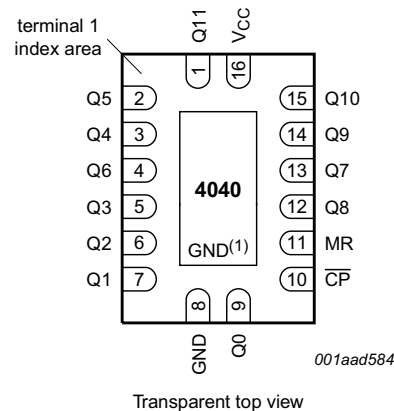 terminal 1
index area
Q11
VCC
1
16
Q5 2
15 Q10
Q4 3
14 Q9
Q6 4
13 Q7
Q3 5
12 Q8
Q2 6
11 MR
Q1 7
10 CP
4040
GND(1)
8
9
GND
Q0
001aad584
Transparent top view